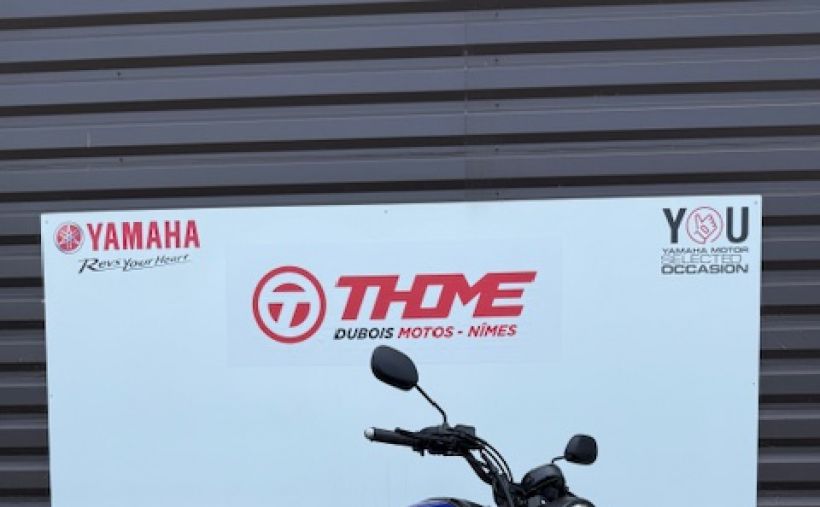 YAMAHA
Revs Your Heart
THOME
DUBOIS MOTOS - NÎMES
YOU
YAMAHA MOTOR
SELECTED
OCCASION